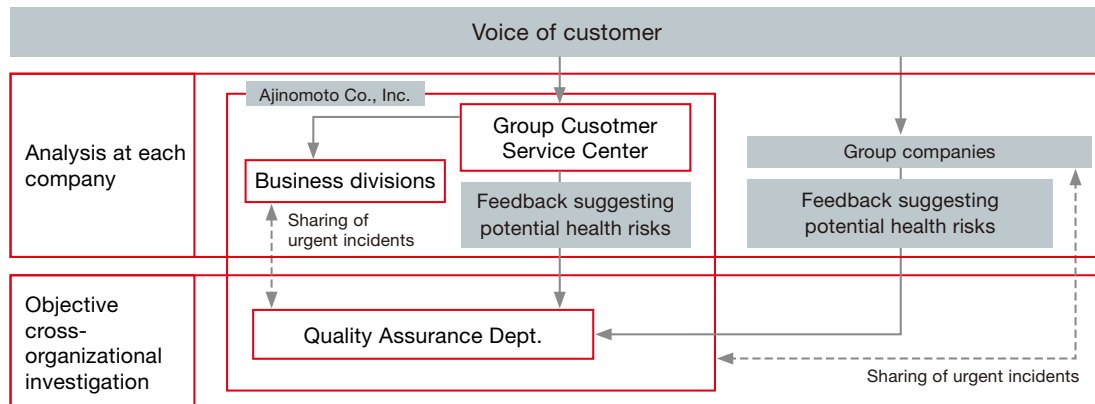 Voice of customer
Analysis at each
company
Ajinomoto Co., Inc.
Group Cusotmer
Service Center
Business divisions
Sharing of
urgent incidents
Feedback suggesting
potential health risks
Group companies
Feedback suggesting
potential health risks
Objective
cross-
organizational
investigation
Quality Assurance Dept.
Sharing of urgent incidents